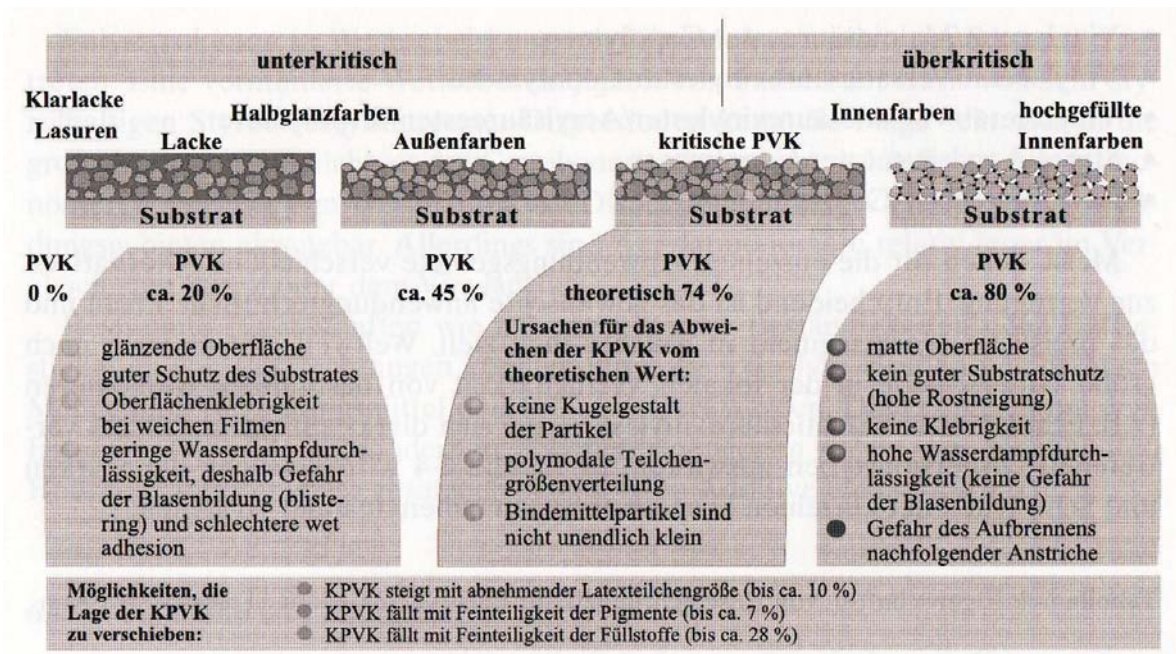 unterkritisch
überkritisch
Klarlacke
Lasuren
Lacke
Halbglanzfarben
Außenfarben
kritische PVK
Innenfarben
hochgefüllte
Innenfarben
Substrat
Substrat
Substrat
Substrat
PVK
0 %
PVK
ca. 20 %
PVK
ca. 45 %
PVK
theoretisch 74 %
PVK
ca. 80 %
glänzende Oberfläche
guter Schutz des Substrates
Oberflächenklebrigkeit
bei weichen Filmen
geringe Wasserdampfdurch-
lässigkeit, deshalb Gefahr
der Blasenbildung (bliste-
ring) und schlechtere wet
adhesion
Ursachen für das Abwei-
chen der KPVK vom
theoretischen Wert:
keine Kugelgestalt
der Partikel
polymodale Teilchen-
größenverteilung
Bindemittelpartikel sind
nicht unendlich klein
matte Oberfläche
kein guter Substratschutz
(hohe Rostneigung)
keine Klebrigkeit
hohe Wasserdampfdurch-
lässigkeit (keine Gefahr
der Blasenbildung)
Gefahr des Aufbrennens
nachfolgender Anstriche
Möglichkeiten, die
Lage der KPVK
zu verschieben:
KPVK steigt mit abnehmender Latexteilchengröße (bis ca. 10 %)
KPVK fällt mit Feinteiligkeit der Pigmente (bis ca. 7 %)
KPVK fällt mit Feinteiligkeit der Füllstoffe (bis ca. 28 %)